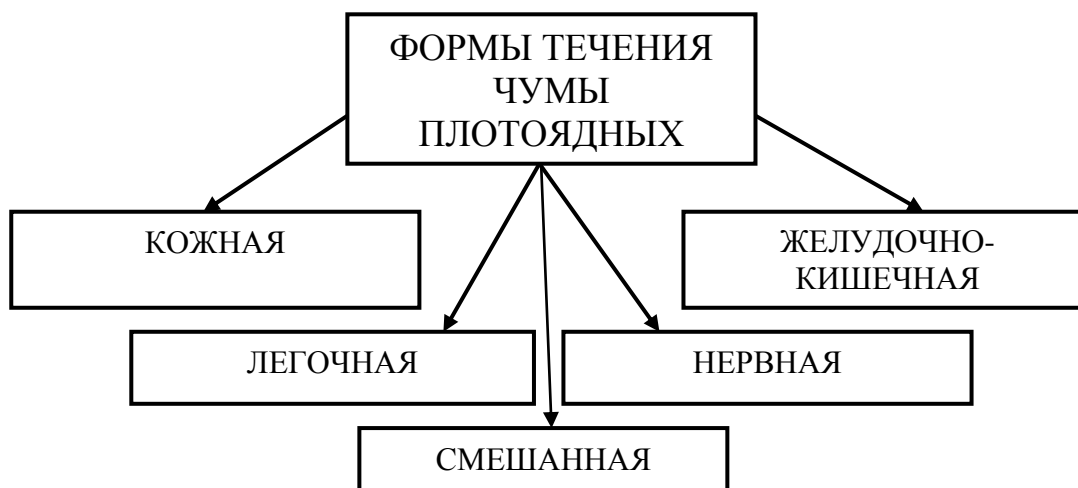 ФОРМЫ ТЕЧЕНИЯ
ЧУМЫ
ПЛОТОЯДНЫХ
КОЖНАЯ
ЖЕЛУДОЧНО-
КИШЕЧНАЯ
ЛЕГОЧНАЯ
НЕРВНАЯ
СМЕШАННАЯ